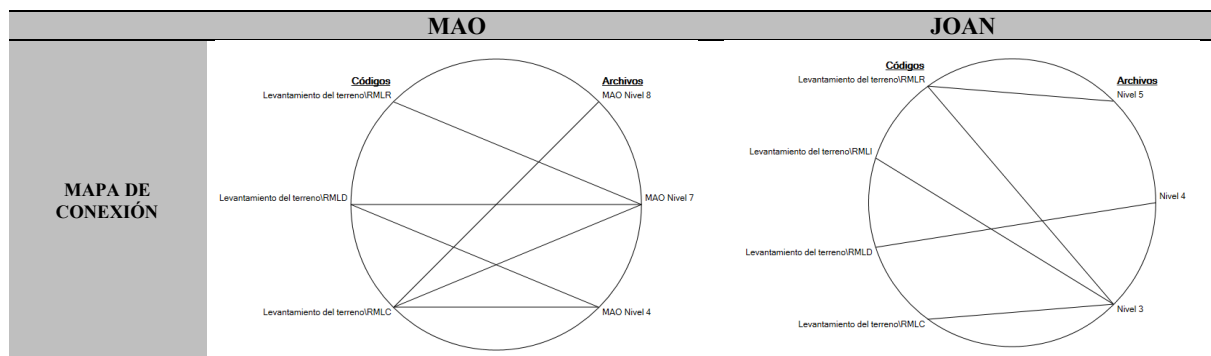 MAO
JOAN
MAPA DE
CONEXIÓN
Códigos
Archivos
Levantamiento del terreno\RMLR
MAO Nivel 8
Levantamiento del terreno\RMLD
MAO Nivel 7
Levantamiento del terreno\RMLC
MAO Nivel 4
Códigos
Archivos
Levantamiento del terreno\RMLR
Nivel 5
Levantamiento del terreno\RMLI
Nivel 4
Levantamiento del terreno\RMLD
Nivel 3
Levantamiento del terreno\RMLC